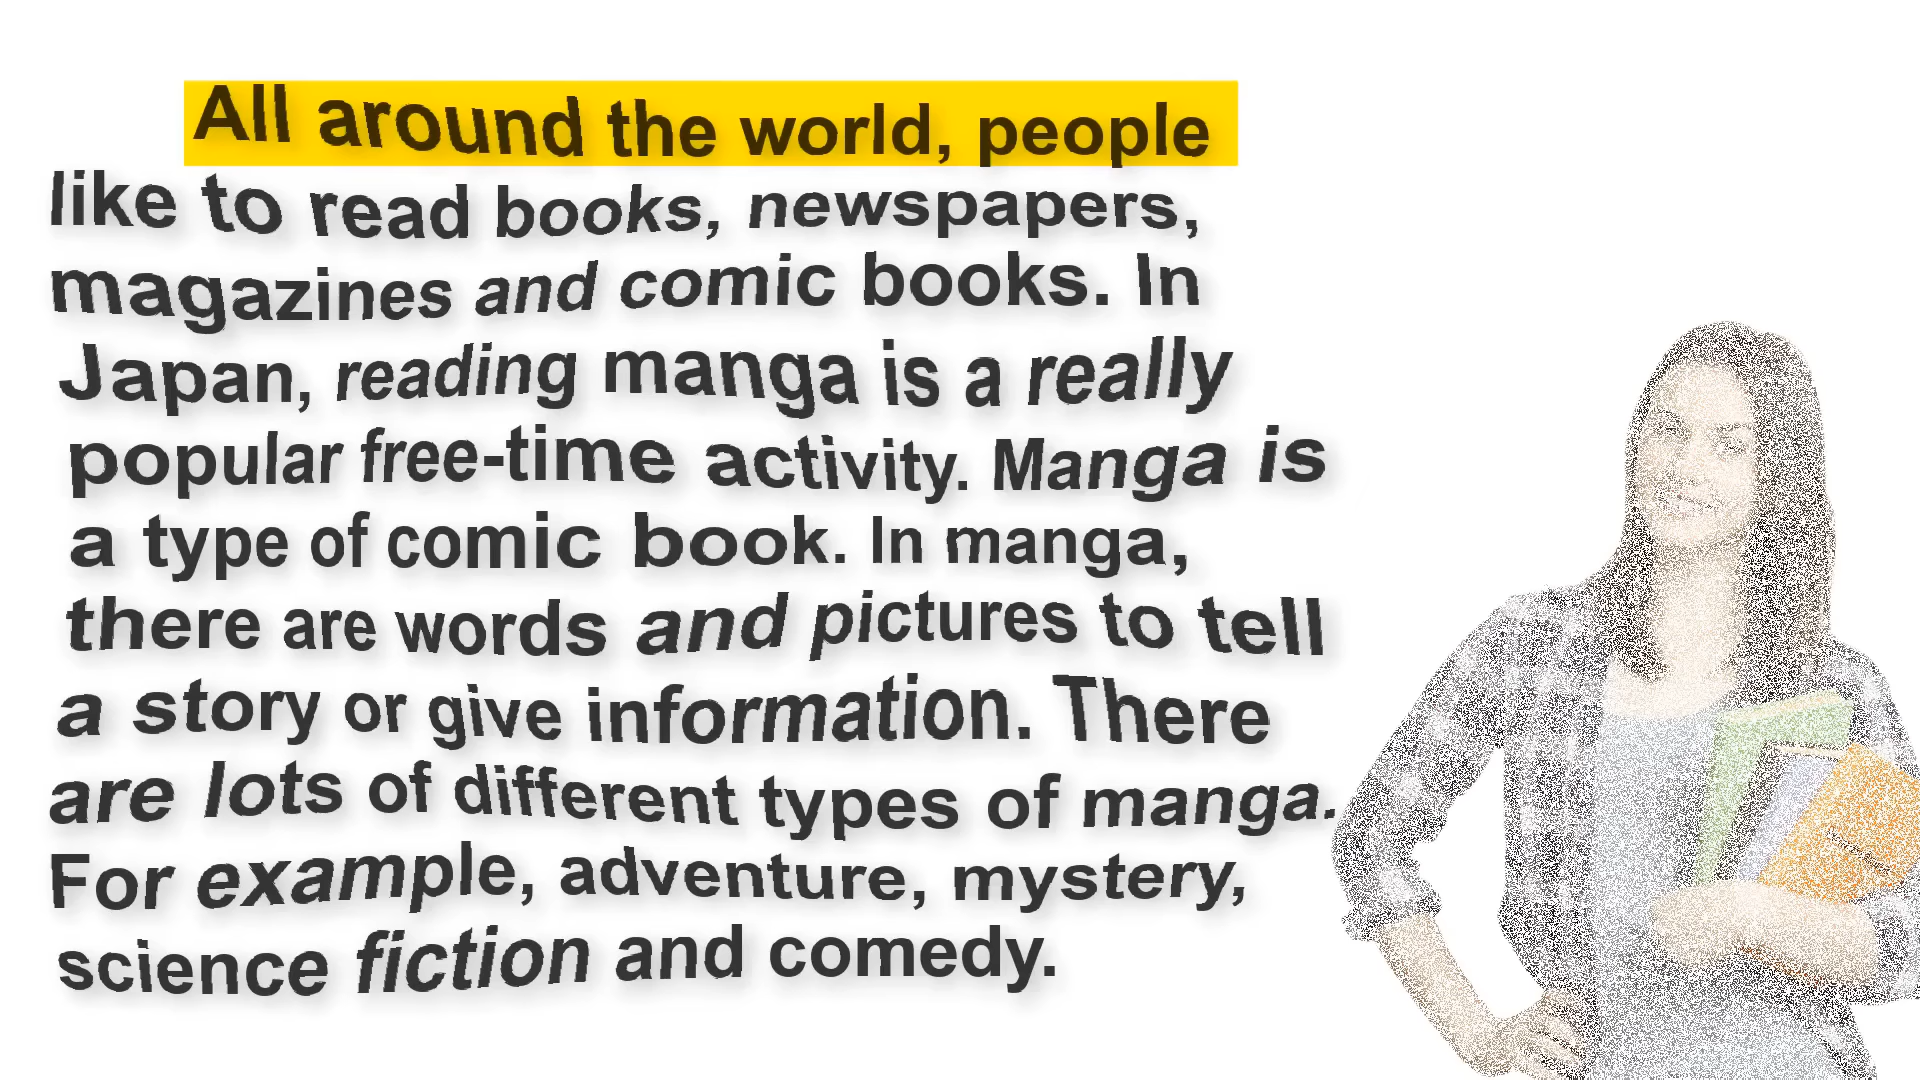 All around the world, people
like to read books, newspapers,
magazines and comic books. In
Japan, reading manga is a really
popular free-time activity. Manga is
a type of comic book. In manga,
there are words and pictures to tell
a story or give information. There
are lots of different types of manga.
For example, adventure, mystery,
science fiction and comedy.